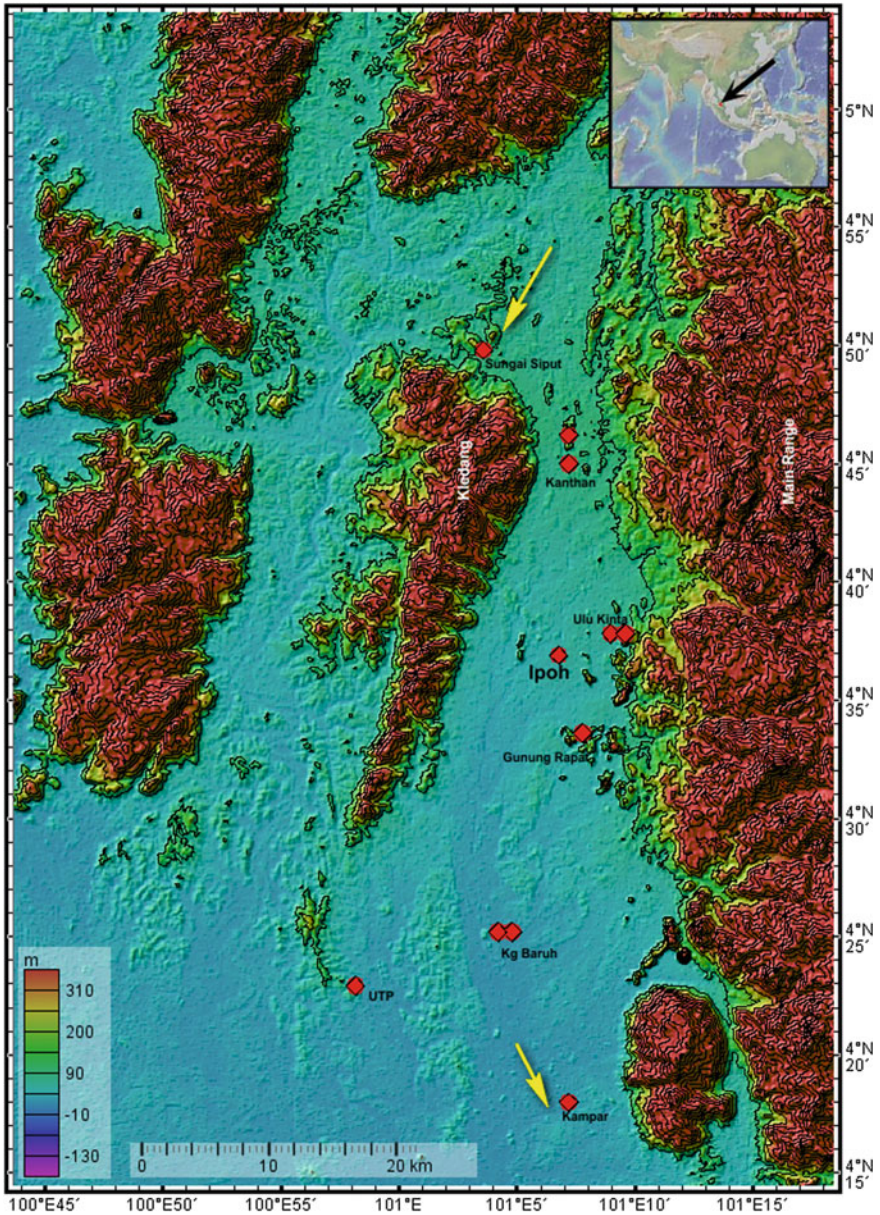 5°N
4°N
55′
4°N
50′
Sungai Siput
Kledang
Main Range
4°N
45′
Kanthan
4°N
40′
Ulu Kinta
Ipoh
4°N
35′
Gunung Rapat
4°N
30′
4°N
25′
Kg Baruh
UTP
m
310
200
90
-10
-130
4°N
20′
Kampar
0 10 20 km
4°N
15′
100°E45′ 100°E50′ 100°E55′ 101°E 101°E5′ 101°E10′ 101°E15′